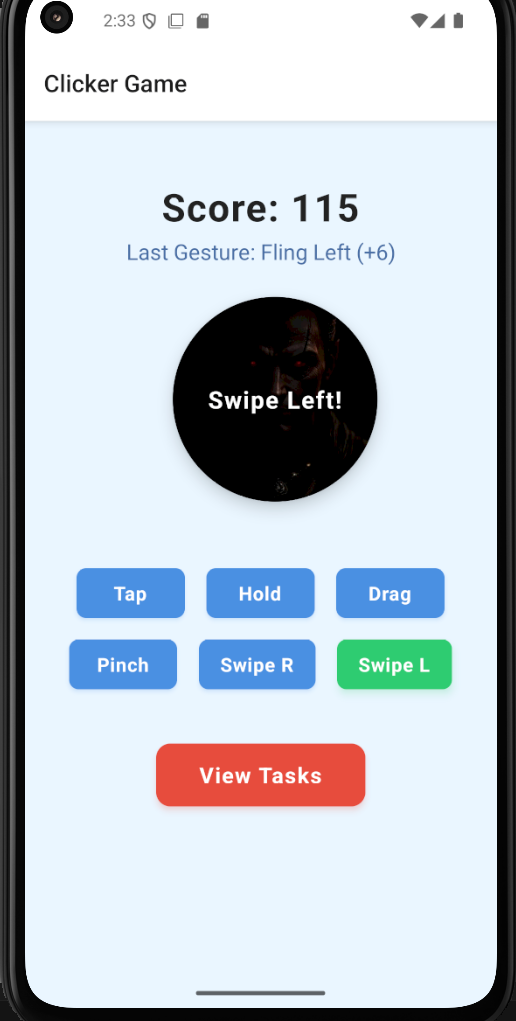 2:33
Clicker Game
Score: 115
Last Gesture: Fling Left (+6)
Swipe Left!
Tap Hold Drag
Pinch Swipe R Swipe L
View Tasks